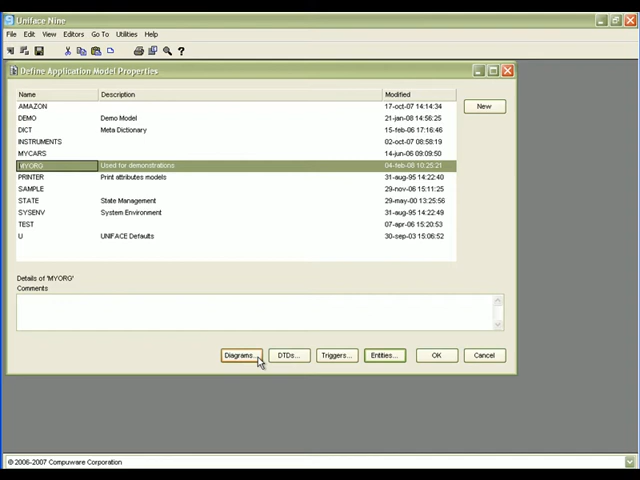 Uniface Nine
File Edit View Editors Go To Utilities Help
Define Application Model Properties
Name Description Modified
AMAZON 17-oct-07 14:14:34
DEMO Demo Model 21-jan-08 14:56:25
DICT Meta Dictionary 15-feb-06 17:16:46
INSTRUMENTS 02-oct-07 08:58:19
MYCARS 14-jun-06 09:09:50
MYORG Used for demonstrations 04-feb-08 10:25:21
PRINTER Print attributes models 31-aug-95 14:22:40
SAMPLE 29-nov-06 15:11:25
STATE State Management 29-may-00 13:25:56
SYSENV System Environment 31-aug-95 14:22:49
TEST 07-apr-06 15:20:53
U UNIFACE Defaults 30-sep-03 15:06:52
New
Details of 'MYORG'
Comments
Diagrams... DTDs... Triggers... Entities... OK Cancel
© 2006-2007 Compuware Corporation